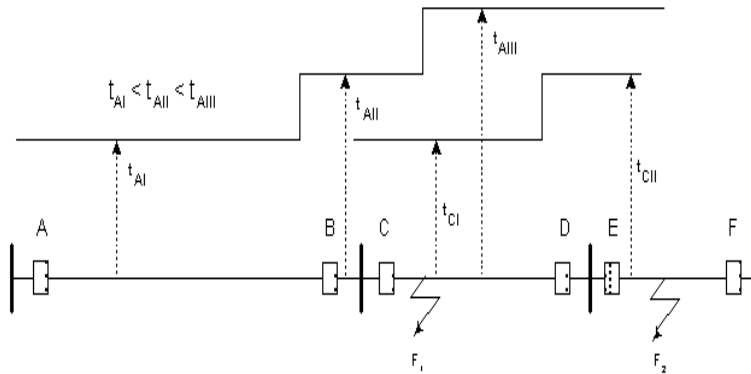 t_AIII
t_AI < t_AII < t_AIII
t_AII
t_AI
t_CI
t_CII
A B C D E F
F₁ F₂